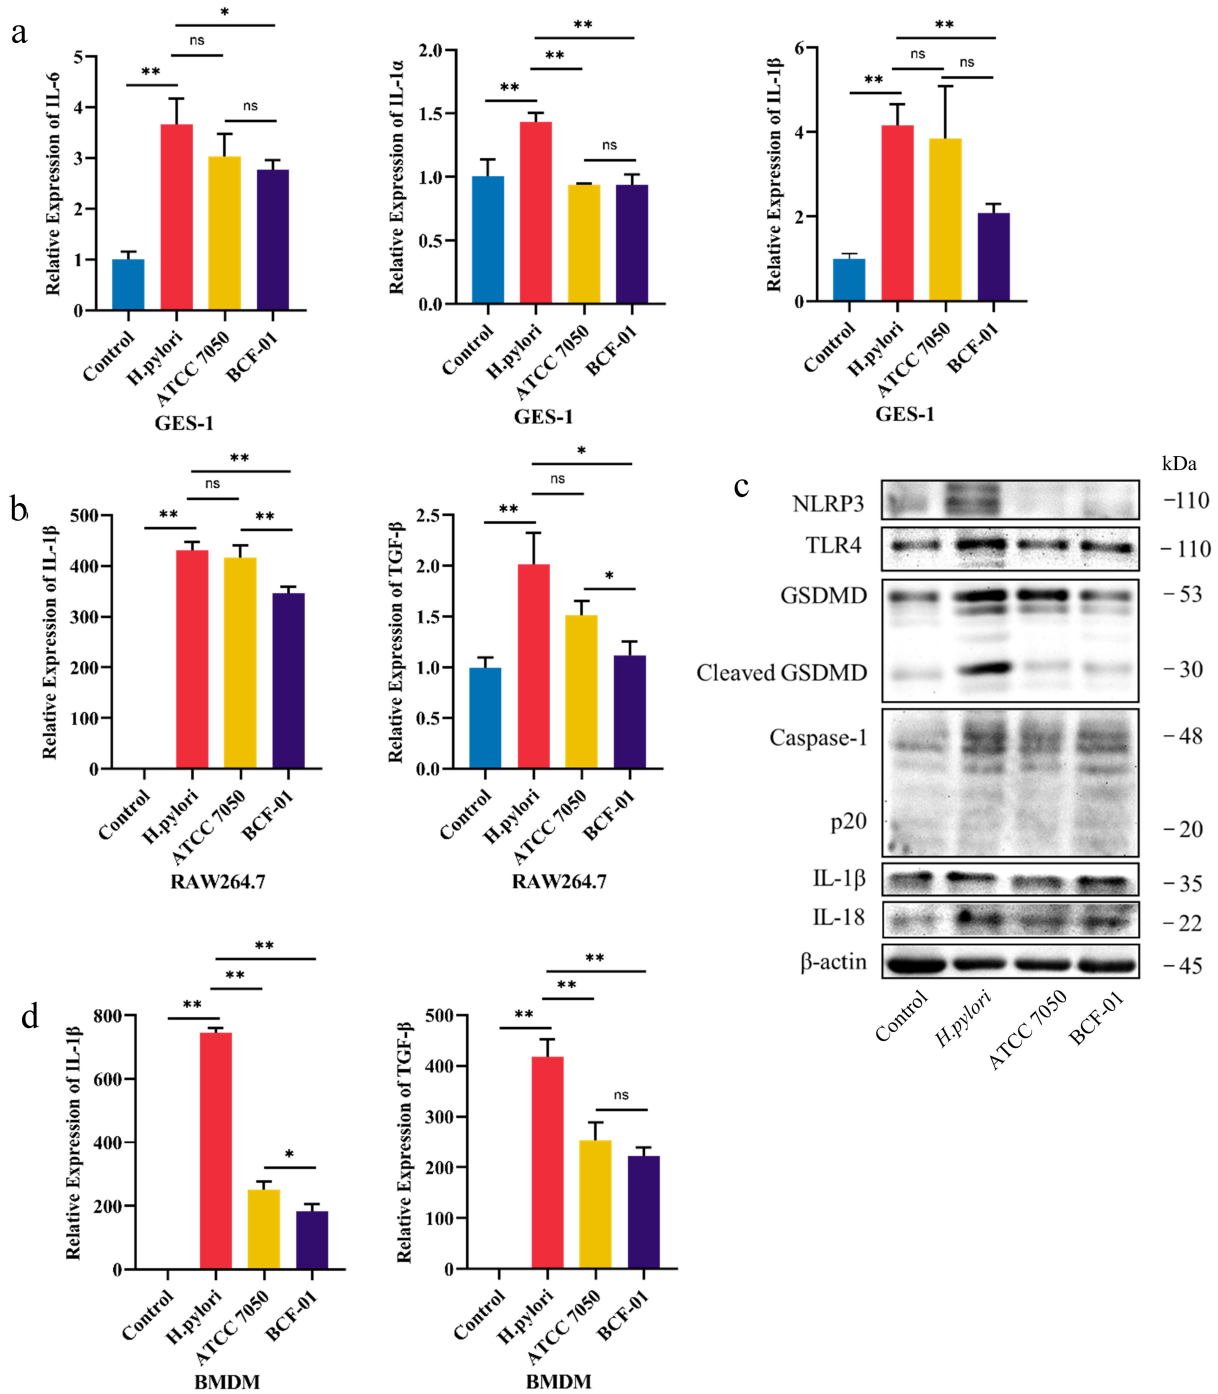 a
Relative Expression of IL-6
5
4
3
2
1
0
**
ns
*
ns
Control
H.pylori
ATCC 7050
BCF-01
GES-1
Relative Expression of IL-1α
2.0
1.5
1.0
0.5
0.0
**
**
**
ns
Control
H.pylori
ATCC 7050
BCF-01
GES-1
Relative Expression of IL-1β
6
4
2
0
**
ns
**
ns
Control
H.pylori
ATCC 7050
BCF-01
GES-1
b
Relative Expression of IL-1β
500
400
300
200
100
0
**
ns
**
**
Control
H.pylori
ATCC 7050
BCF-01
RAW264.7
Relative Expression of TGF-β
2.5
2.0
1.5
1.0
0.5
0.0
**
ns
*
*
Control
H.pylori
ATCC 7050
BCF-01
RAW264.7
c
kDa
NLRP3 -110
TLR4 -110
GSDMD -53
Cleaved GSDMD -30
Caspase-1 -48
p20 -20
IL-1β -35
IL-18 -22
β-actin -45
Control
H.pylori
ATCC 7050
BCF-01
d
Relative Expression of IL-1β
800
600
400
200
0
**
**
**
*
Control
H.pylori
ATCC 7050
BCF-01
BMDM
Relative Expression of TGF-β
500
400
300
200
100
0
**
**
**
ns
Control
H.pylori
ATCC 7050
BCF-01
BMDM